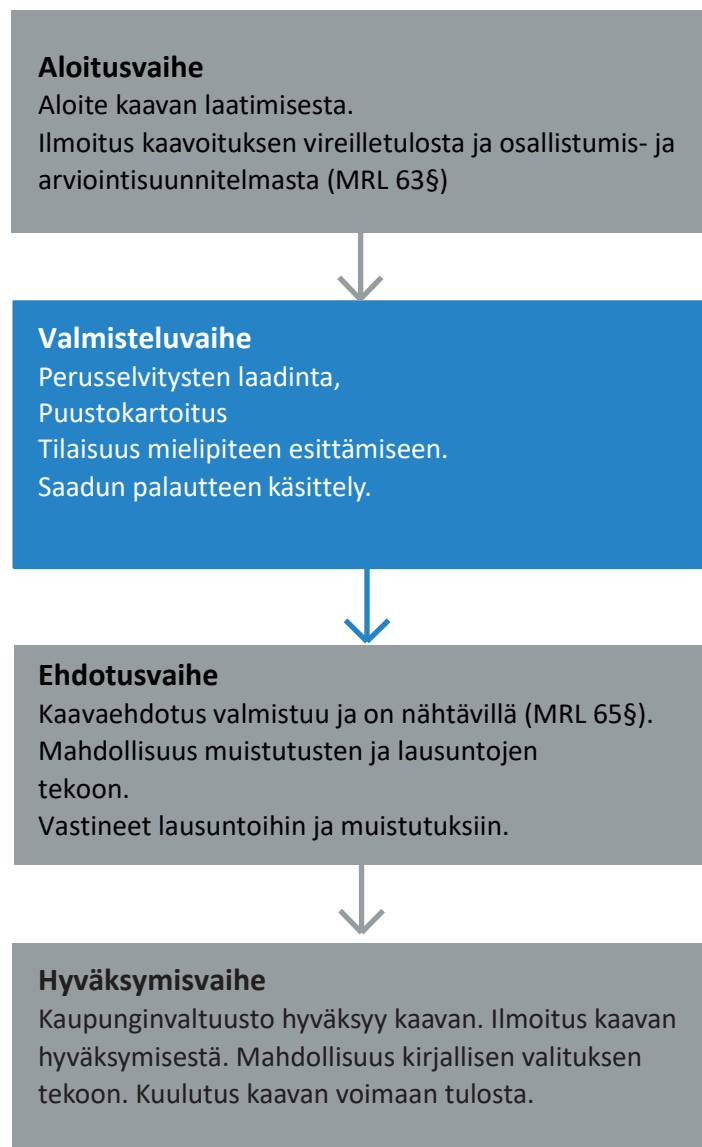 Aloitusvaihe
Aloite kaavan laatimisesta.
Ilmoitus kaavoituksen vireilletulosta ja osallistumis- ja
arviointisuunnitelmasta (MRL 63§)
Valmisteluvaihe
Perusselvitysten laadinta,
Puustokartoitus
Tilaisuus mielipiteen esittämiseen.
Saadun palautteen käsittely.
Ehdotusvaihe
Kaavaehdotus valmistuu ja on nähtävillä (MRL 65§).
Mahdollisuus muistutusten ja lausuntojen
tekoon.
Vastineet lausuntoihin ja muistutuksiin.
Hyväksymisvaihe
Kaupunginvaltuusto hyväksyy kaavan. Ilmoitus kaavan
hyväksymisestä. Mahdollisuus kirjallisen valituksen
tekoon. Kuulutus kaavan voimaan tulosta.